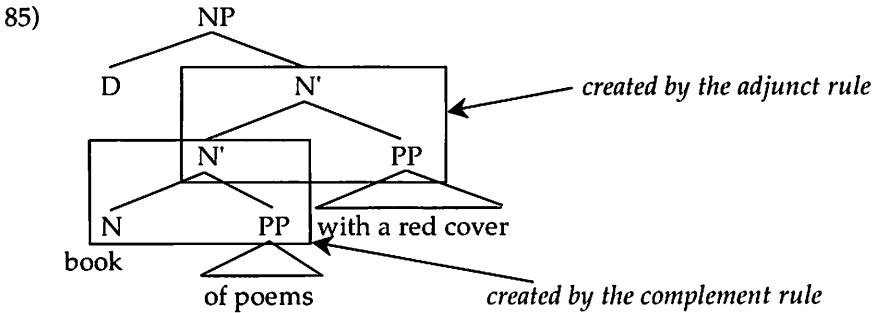 85) NP
D N' created by the adjunct rule
N' PP
N PP with a red cover
book
of poems created by the complement rule